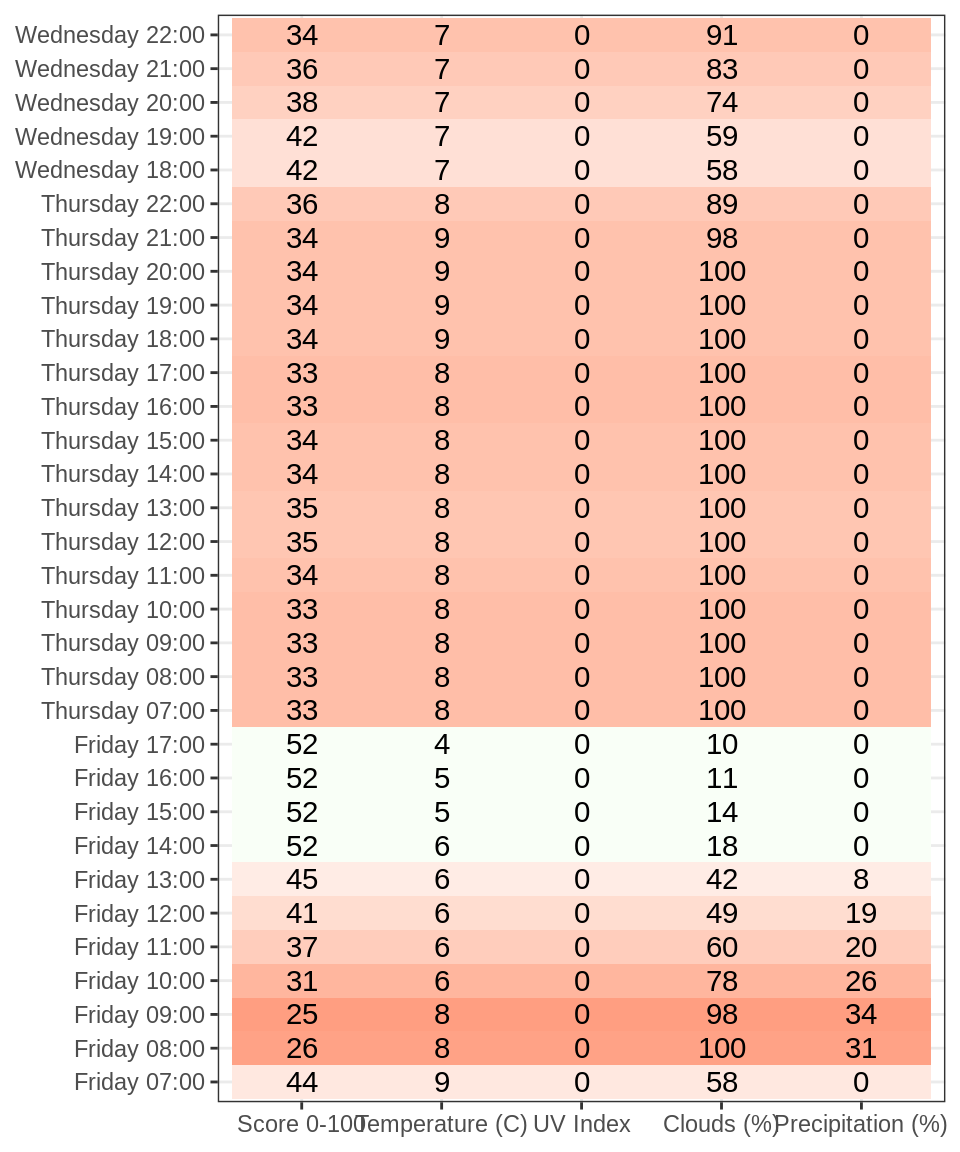 Wednesday 22:00 34 7 0 91 0
Wednesday 21:00 36 7 0 83 0
Wednesday 20:00 38 7 0 74 0
Wednesday 19:00 42 7 0 59 0
Wednesday 18:00 42 7 0 58 0
Thursday 22:00 36 8 0 89 0
Thursday 21:00 34 9 0 98 0
Thursday 20:00 34 9 0 100 0
Thursday 19:00 34 9 0 100 0
Thursday 18:00 34 9 0 100 0
Thursday 17:00 33 8 0 100 0
Thursday 16:00 33 8 0 100 0
Thursday 15:00 34 8 0 100 0
Thursday 14:00 34 8 0 100 0
Thursday 13:00 35 8 0 100 0
Thursday 12:00 35 8 0 100 0
Thursday 11:00 34 8 0 100 0
Thursday 10:00 33 8 0 100 0
Thursday 09:00 33 8 0 100 0
Thursday 08:00 33 8 0 100 0
Thursday 07:00 33 8 0 100 0
Friday 17:00 52 4 0 10 0
Friday 16:00 52 5 0 11 0
Friday 15:00 52 5 0 14 0
Friday 14:00 52 6 0 18 0
Friday 13:00 45 6 0 42 8
Friday 12:00 41 6 0 49 19
Friday 11:00 37 6 0 60 20
Friday 10:00 31 6 0 78 26
Friday 09:00 25 8 0 98 34
Friday 08:00 26 8 0 100 31
Friday 07:00 44 9 0 58 0
Score 0-100 Temperature (C) UV Index Clouds (%) Precipitation (%)